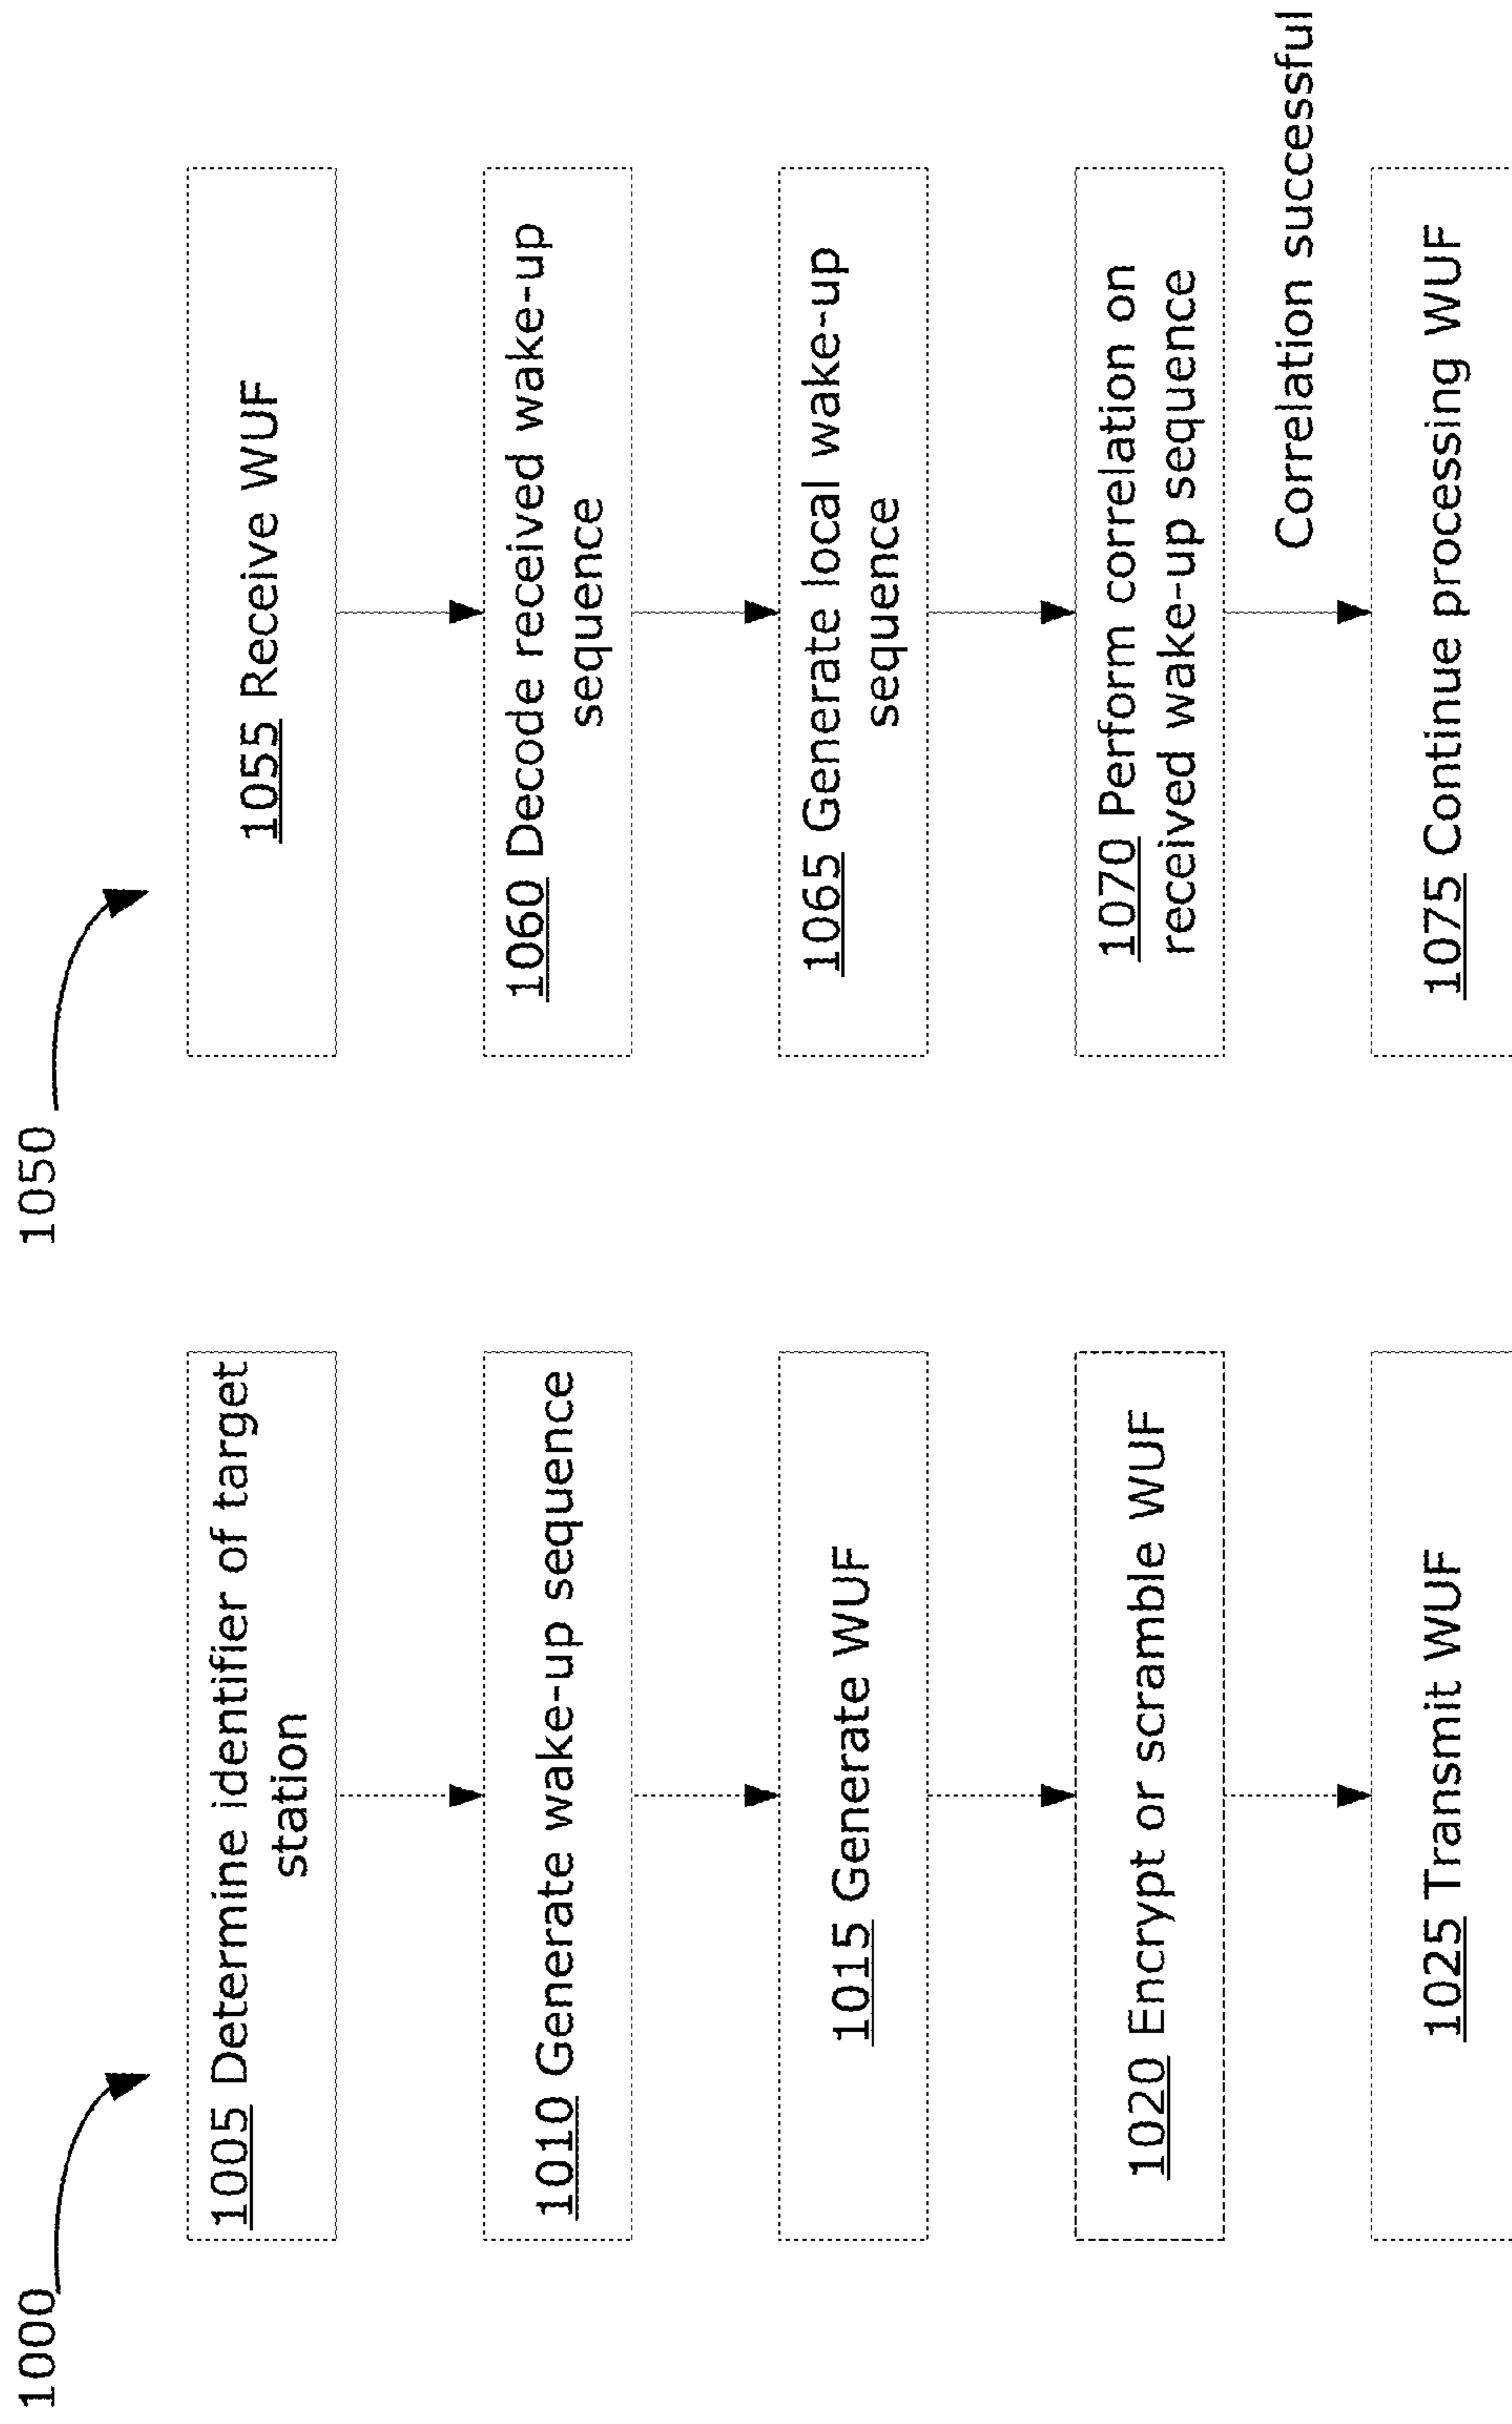 1000
1005 Determine identifier of target
station
1010 Generate wake-up sequence
1015 Generate WUF
1020 Encrypt or scramble WUF
1025 Transmit WUF
1050
1055 Receive WUF
1060 Decode received wake-up
sequence
1065 Generate local wake-up
sequence
1070 Perform correlation on
received wake-up sequence
Correlation successful
1075 Continue processing WUF